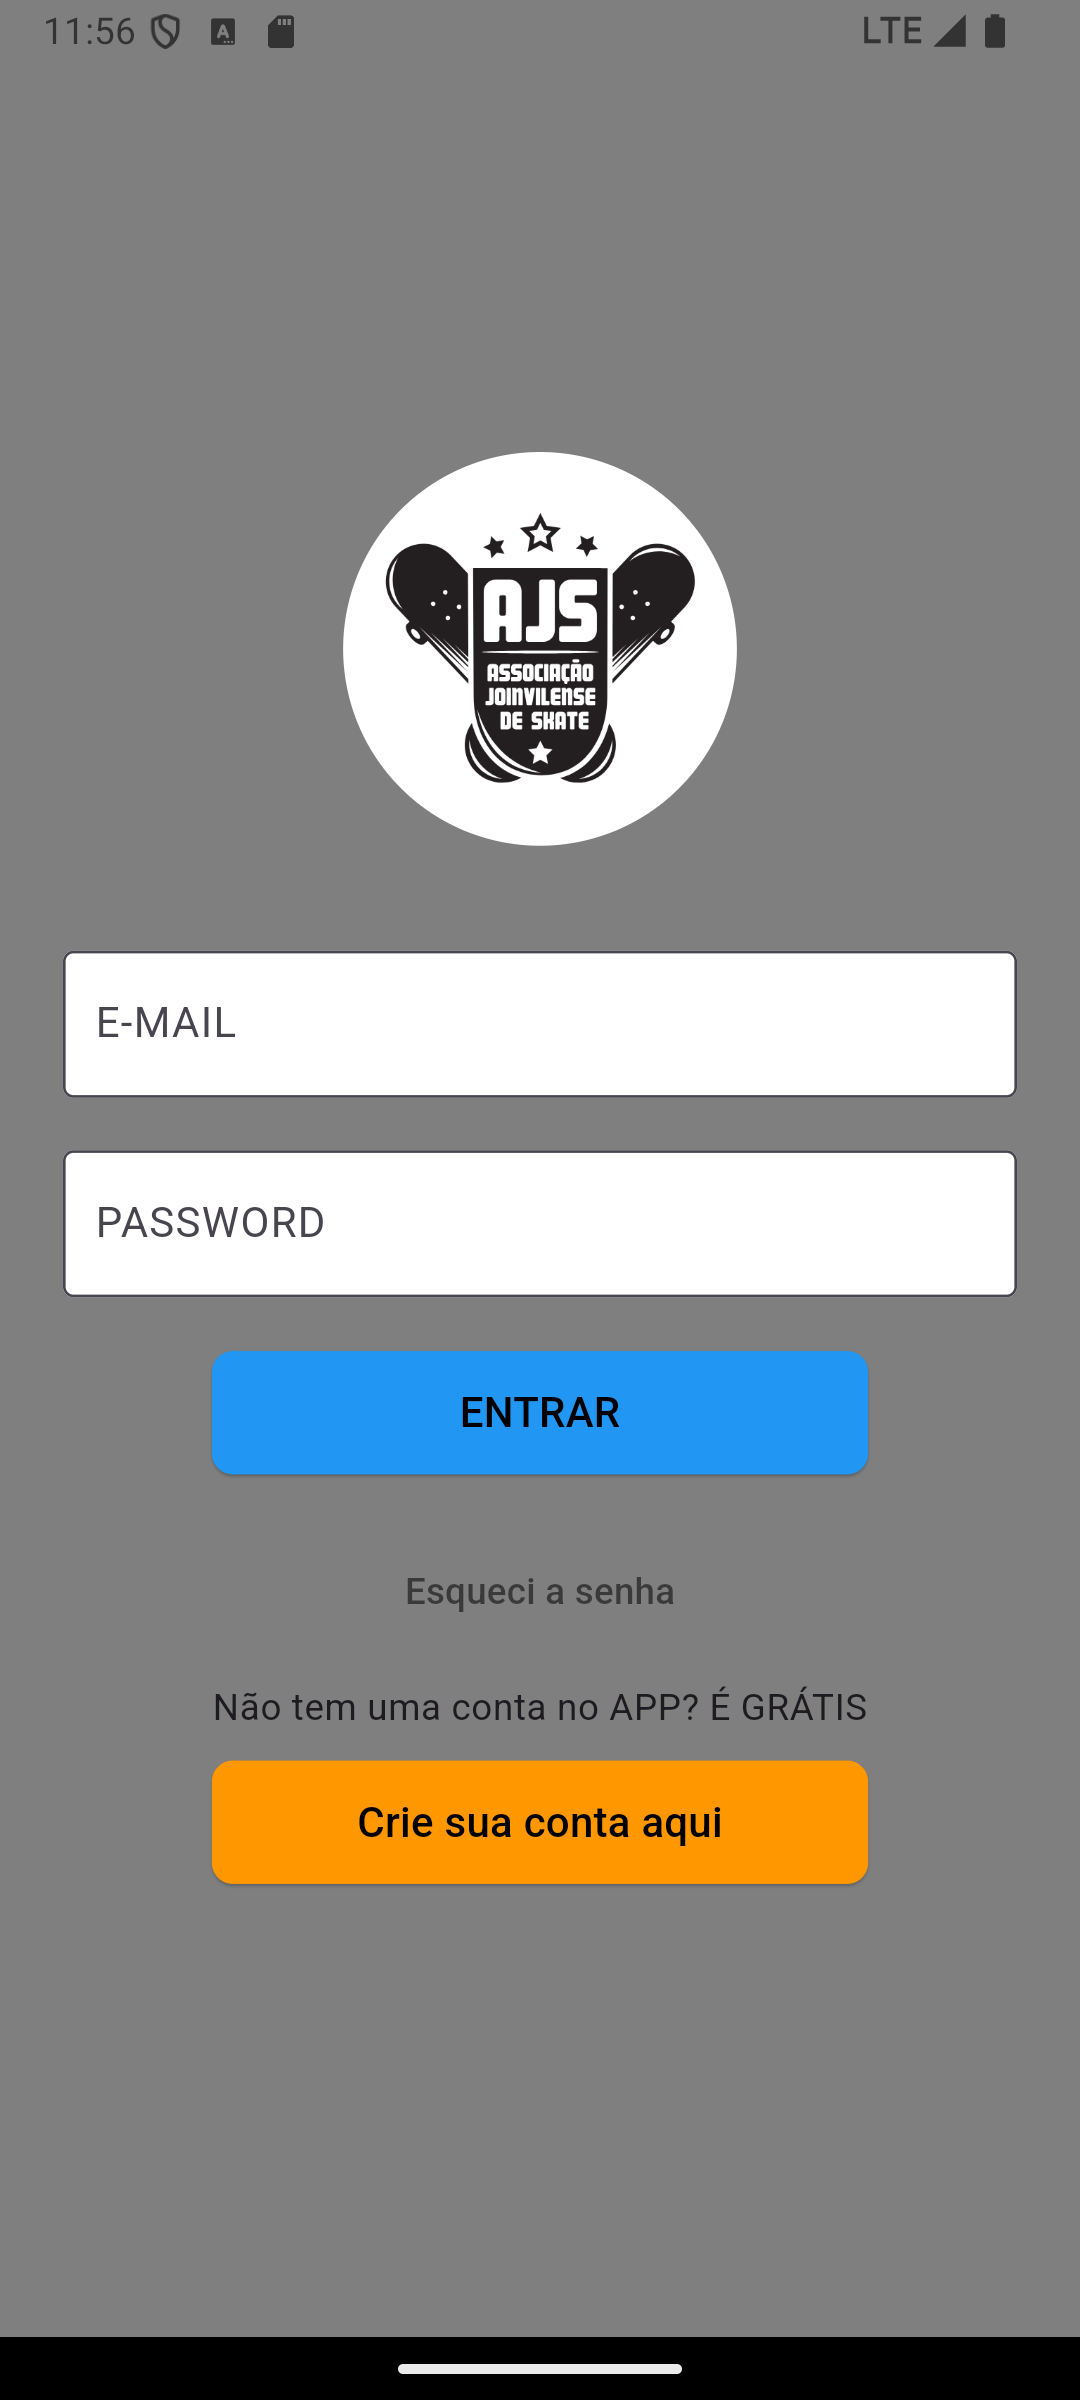 11:56
LTE
AJS
ASSOCIAÇÃO
JOINVILENSE
DE SKATE
E-MAIL
PASSWORD
ENTRAR
Esqueci a senha
Não tem uma conta no APP? É GRÁTIS
Crie sua conta aqui